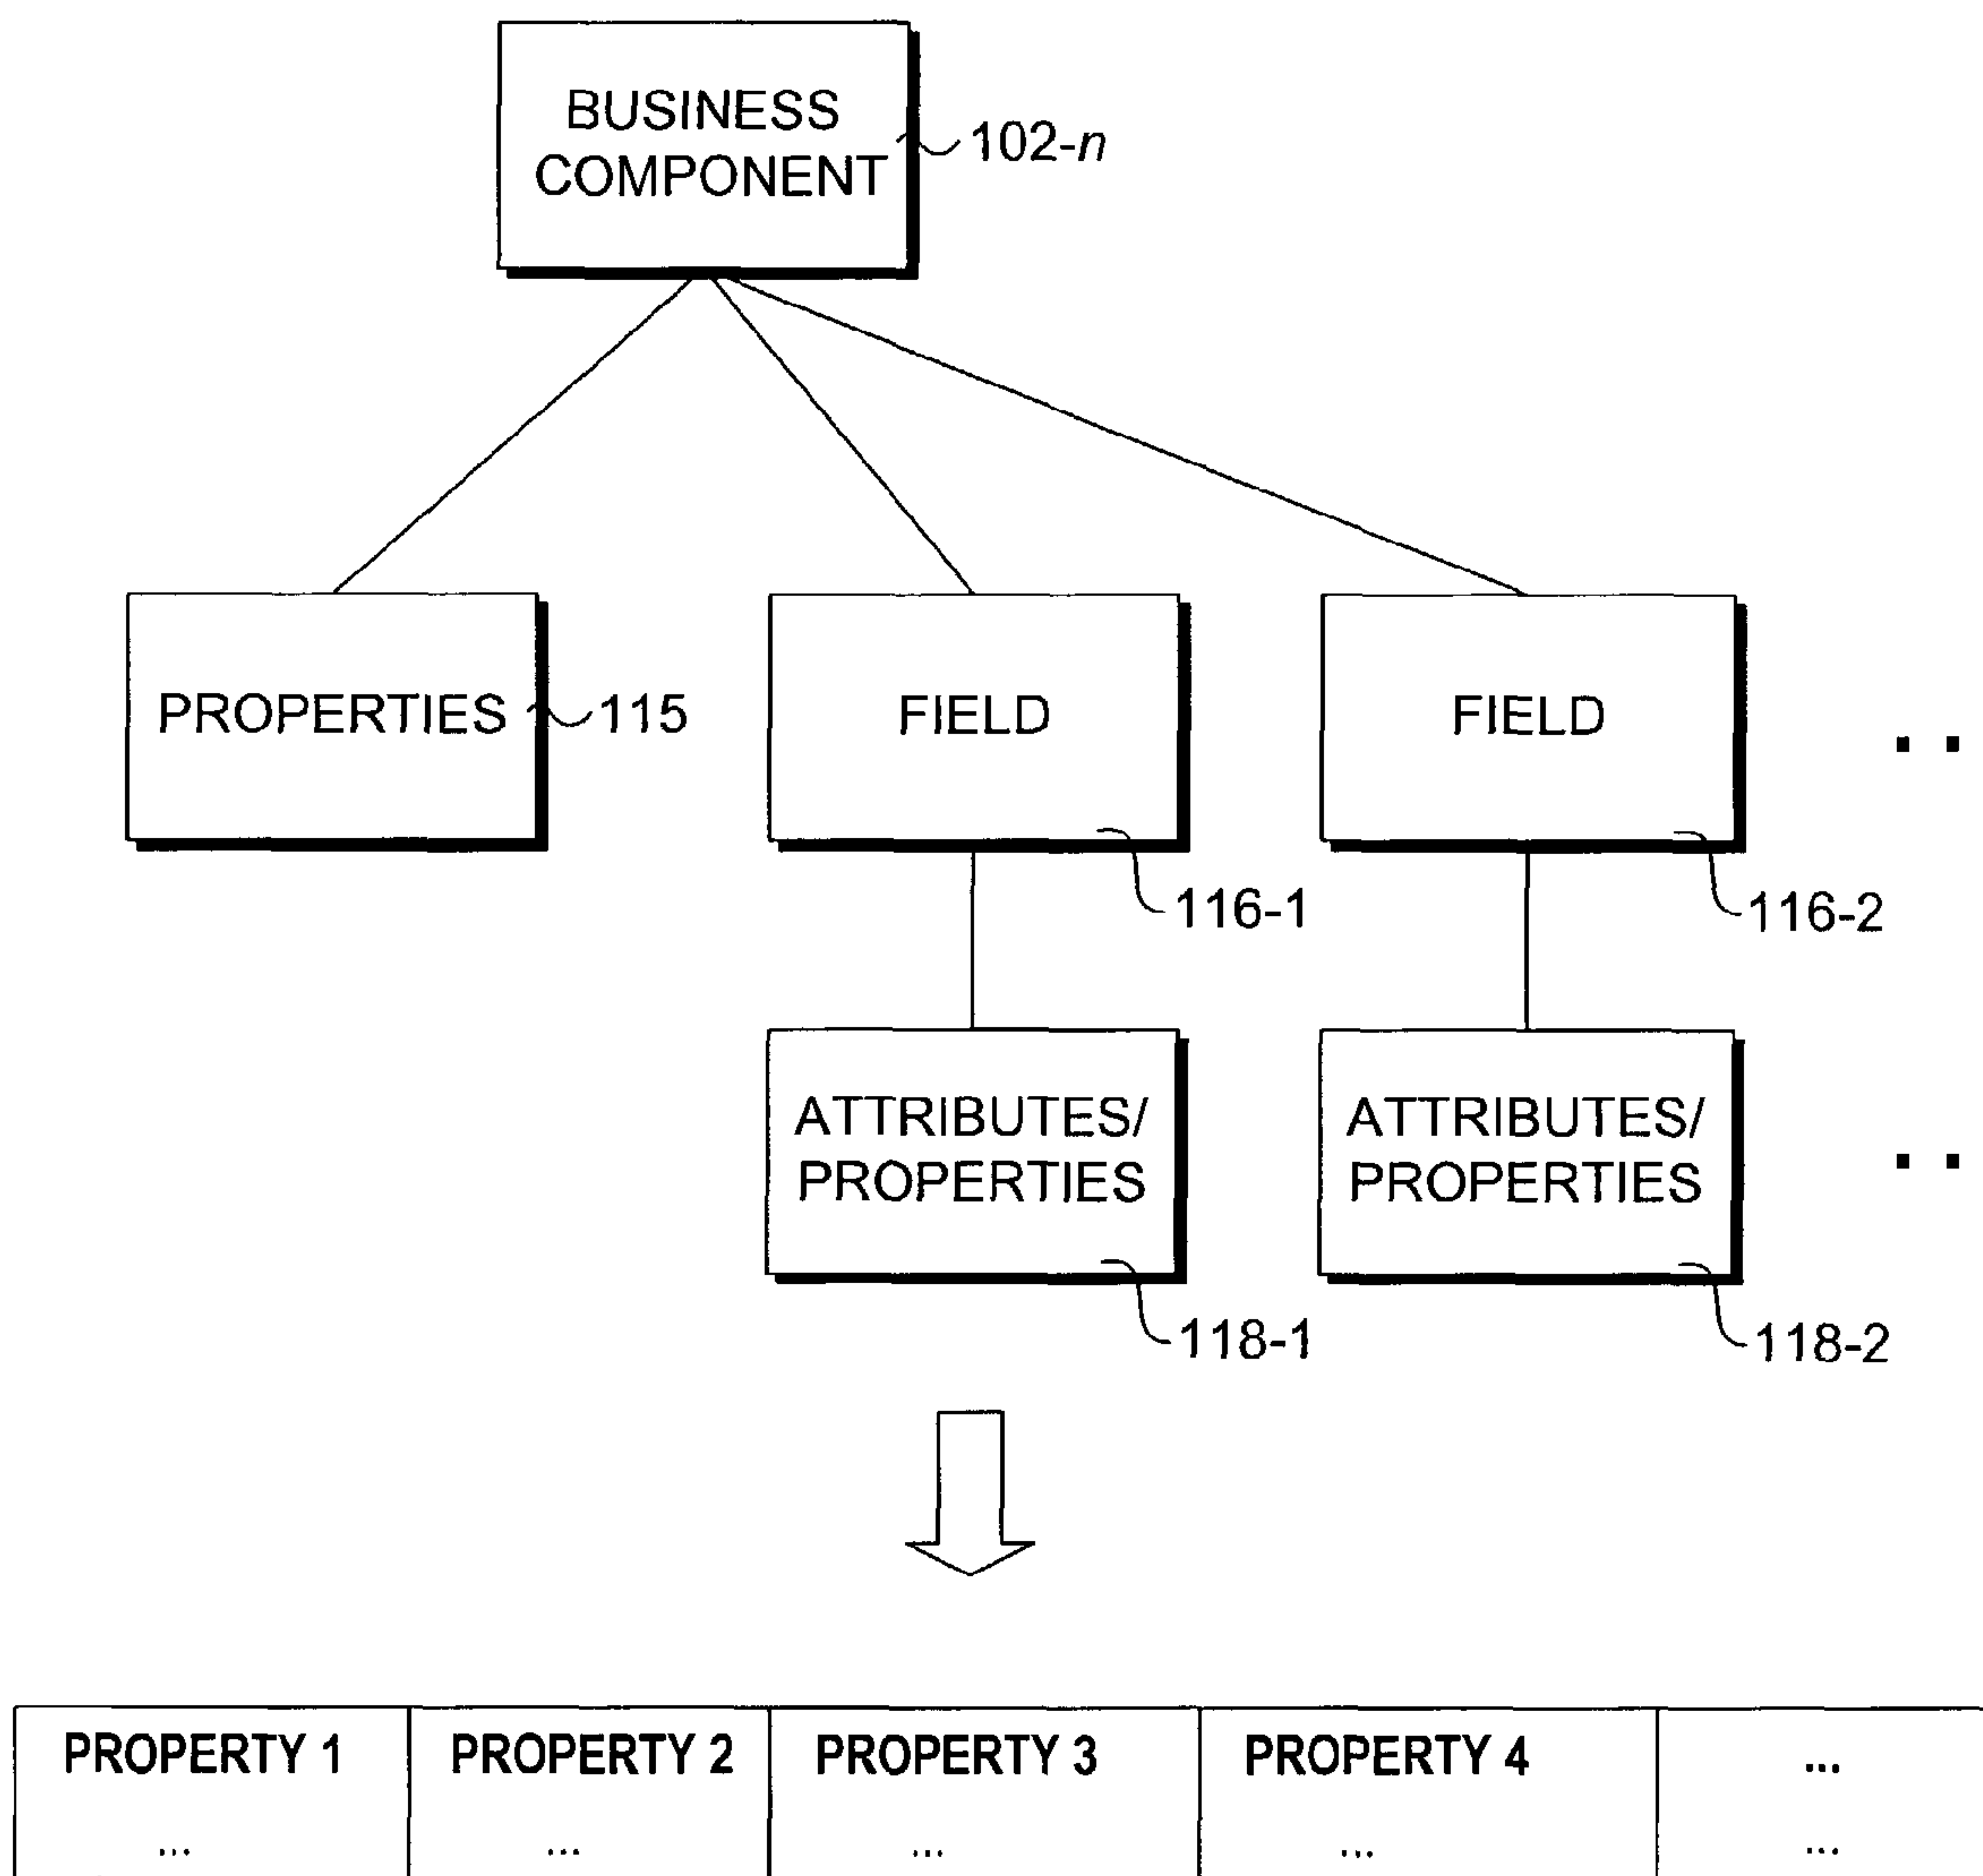 BUSINESS
COMPONENT
102-n
PROPERTIES
115
FIELD
FIELD
. .
116-1
116-2
ATTRIBUTES/
PROPERTIES
ATTRIBUTES/
PROPERTIES
. .
118-1
118-2
PROPERTY 1 PROPERTY 2 PROPERTY 3 PROPERTY 4 ...
... ... ... ... ...